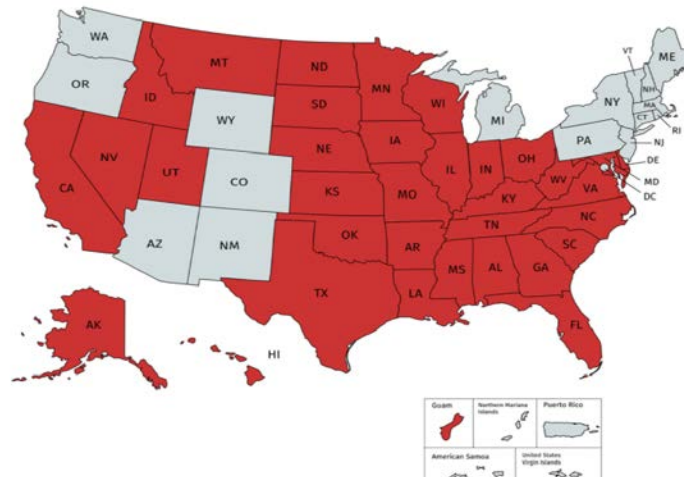 WA
MT
ND
MN
VT
ME
OR
ID
SD
WI
NH
NY
MA
WY
MI
CT
RI
IA
PA
NJ
NE
NV
UT
IL
IN
OH
DE
CO
WV
MD
CA
KS
MO
KY
VA
DC
NC
TN
AZ
NM
OK
AR
SC
MS
AL
GA
TX
LA
AK
FL
HI
Guam
Northern Mariana
Islands
Puerto Rico
American Samoa
United States
Virgin Islands